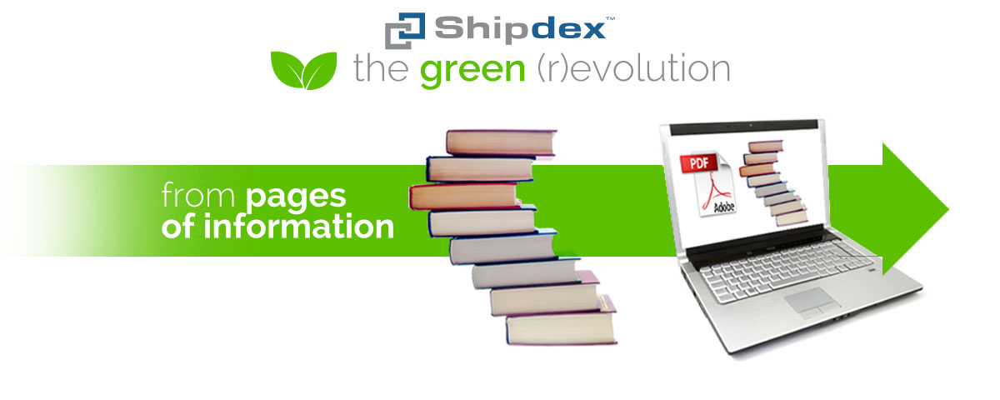 Shipdex™
the green (r)evolution
from pages
of information
PDF
Adobe